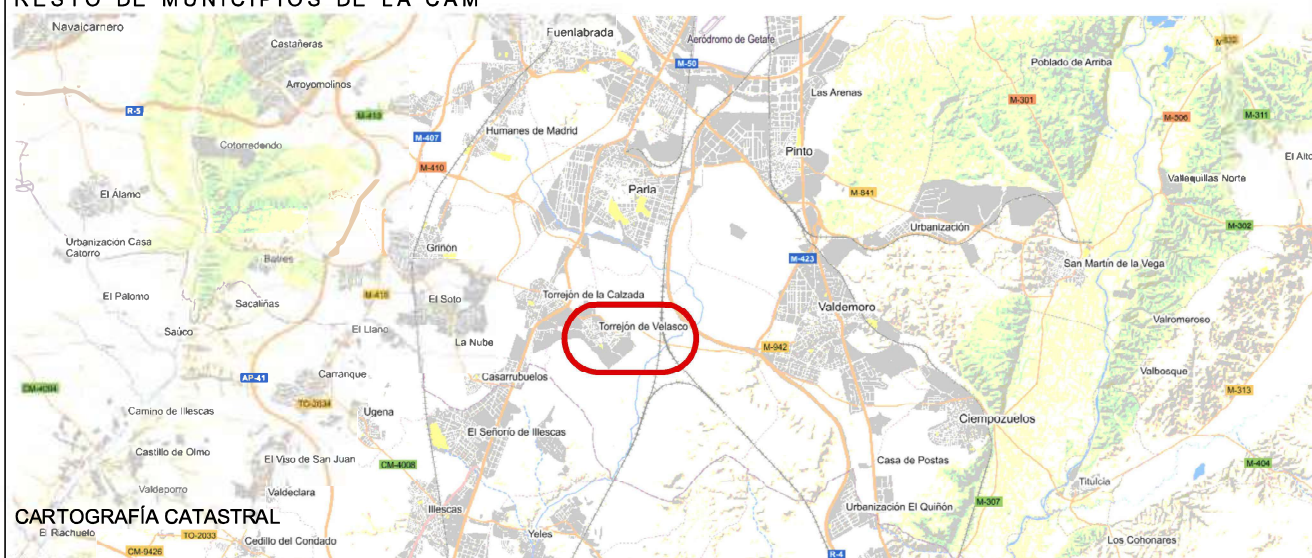 RESTO DE MUNICIPIOS DE LA CAM
Navalcarnero
Fuenlabrada
Castañeras
Aeródromo de Getafe
M-832
M-50
Poblado de Arriba
Arroyomolinos
Las Arenas
M-301
R-5
M-413
M-506
M-311
Humanes de Madrid
M-407
Cotorredondo
Pinto
El Alto
M-410
Vallequillas Norte
Parla
M-841
El Álamo
Urbanización
M-302
Urbanización Casa
Catorro
Griñón
Batres
M-423
San Martín de la Vega
El Palomo
Sacaliñas
M-418
El Soto
Torrejón de la Calzada
Valdemoro
Saúco
El Llano
Torrejón de Velasco
Valromeroso
La Nube
M-942
Valbosque
AP-41
Carranque
Casarrubuelos
CM-4004
M-313
TO-2034
Camino de Illescas
Ugena
Ciempozuelos
El Señorío de Illescas
Castillo de Olmo
El Viso de San Juan
CM-4008
Casa de Postas
M-404
Valdeporro
Valdeclara
Titulcia
M-307
Illescas
Urbanización El Quiñón
CARTOGRAFÍA CATASTRAL
El Rachuelo
TO-2033
Cedillo del Condado
Yeles
Los Cohonares
CM-9426
R-4